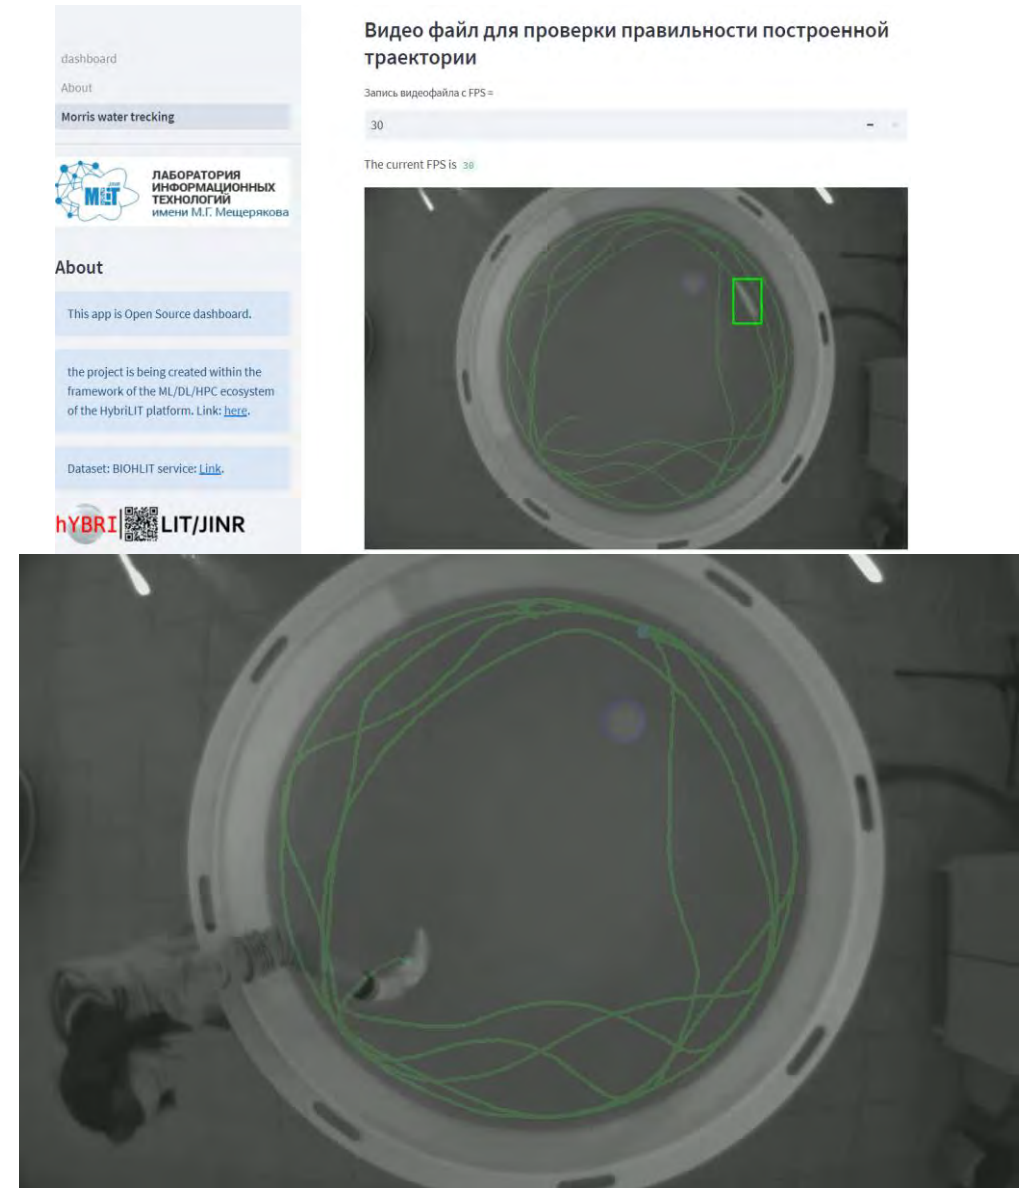 dashboard
About
Morris water trecking
MLIT
ЛАБОРАТОРИЯ
ИНФОРМАЦИОННЫХ
ТЕХНОЛОГИЙ
имени М.Г. Мещерякова
About
This app is Open Source dashboard.
the project is being created within the
framework of the ML/DL/HPC ecosystem
of the HybriLIT platform. Link: here.
Dataset: BIOHLIT service: Link.
hYBRI LIT/JINR
Видео файл для проверки правильности построенной
траектории
Запись видеофайла с FPS =
30
The current FPS is 30